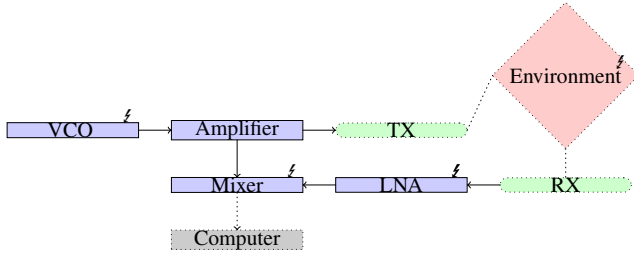 Environment
VCO
Amplifier
TX
Mixer
LNA
RX
Computer